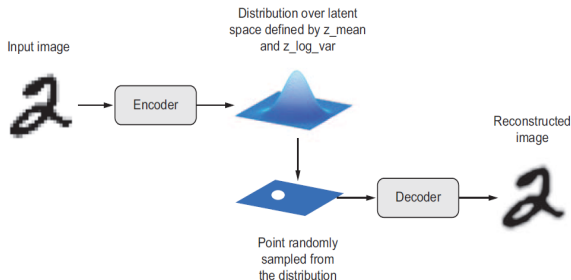 Distribution over latent
space defined by z_mean
and z_log_var
Input image
Encoder
Reconstructed
image
Decoder
Point randomly
sampled from
the distribution